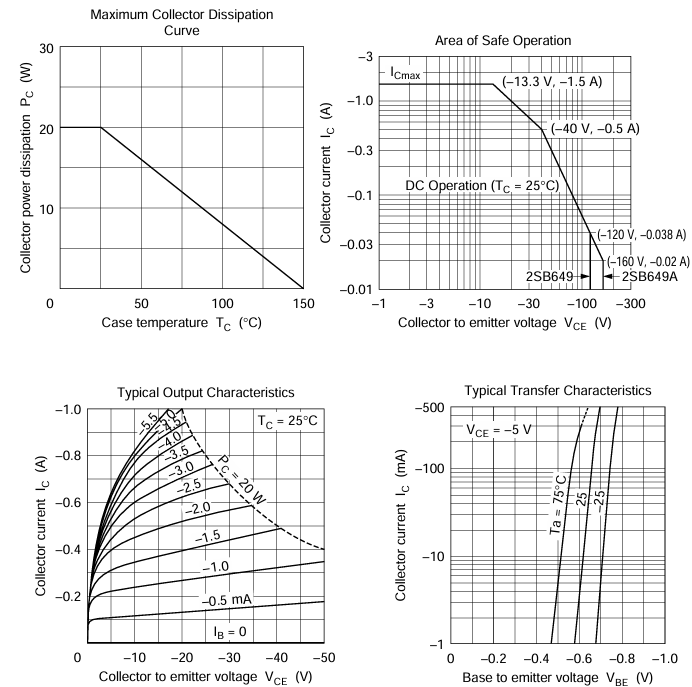 Maximum Collector Dissipation
Curve
30
20
10
0
50
100
150
Collector power dissipation P_C (W)
Case temperature T_C (°C)
Area of Safe Operation
–3
–1.0
–0.3
–0.1
–0.03
–0.01
I_Cmax
(–13.3 V, –1.5 A)
(–40 V, –0.5 A)
DC Operation (T_C = 25°C)
(–120 V, –0.038 A)
(–160 V, –0.02 A)
2SB649
2SB649A
–1
–3
–10
–30
–100
–300
Collector current I_C (A)
Collector to emitter voltage V_CE (V)
Typical Output Characteristics
–1.0
–0.8
–0.6
–0.4
–0.2
0
–10
–20
–30
–40
–50
T_C = 25°C
–5.5
–5.0
–4.5
–4.0
–3.5
–3.0
–2.5
–2.0
–1.5
–1.0
–0.5 mA
I_B = 0
P_C = 20 W
Collector current I_C (A)
Collector to emitter voltage V_CE (V)
Typical Transfer Characteristics
–500
–100
–10
–1
V_CE = –5 V
Ta = 75°C
25
–25
0
–0.2
–0.4
–0.6
–0.8
–1.0
Collector current I_C (mA)
Base to emitter voltage V_BE (V)